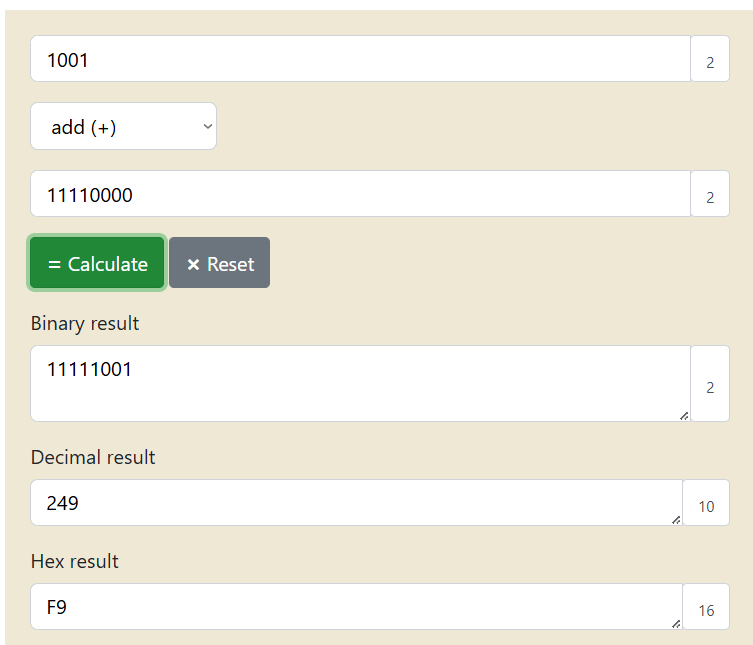 1001
2
add (+)
11110000
2
= Calculate
× Reset
Binary result
11111001
2
Decimal result
249
10
Hex result
F9
16